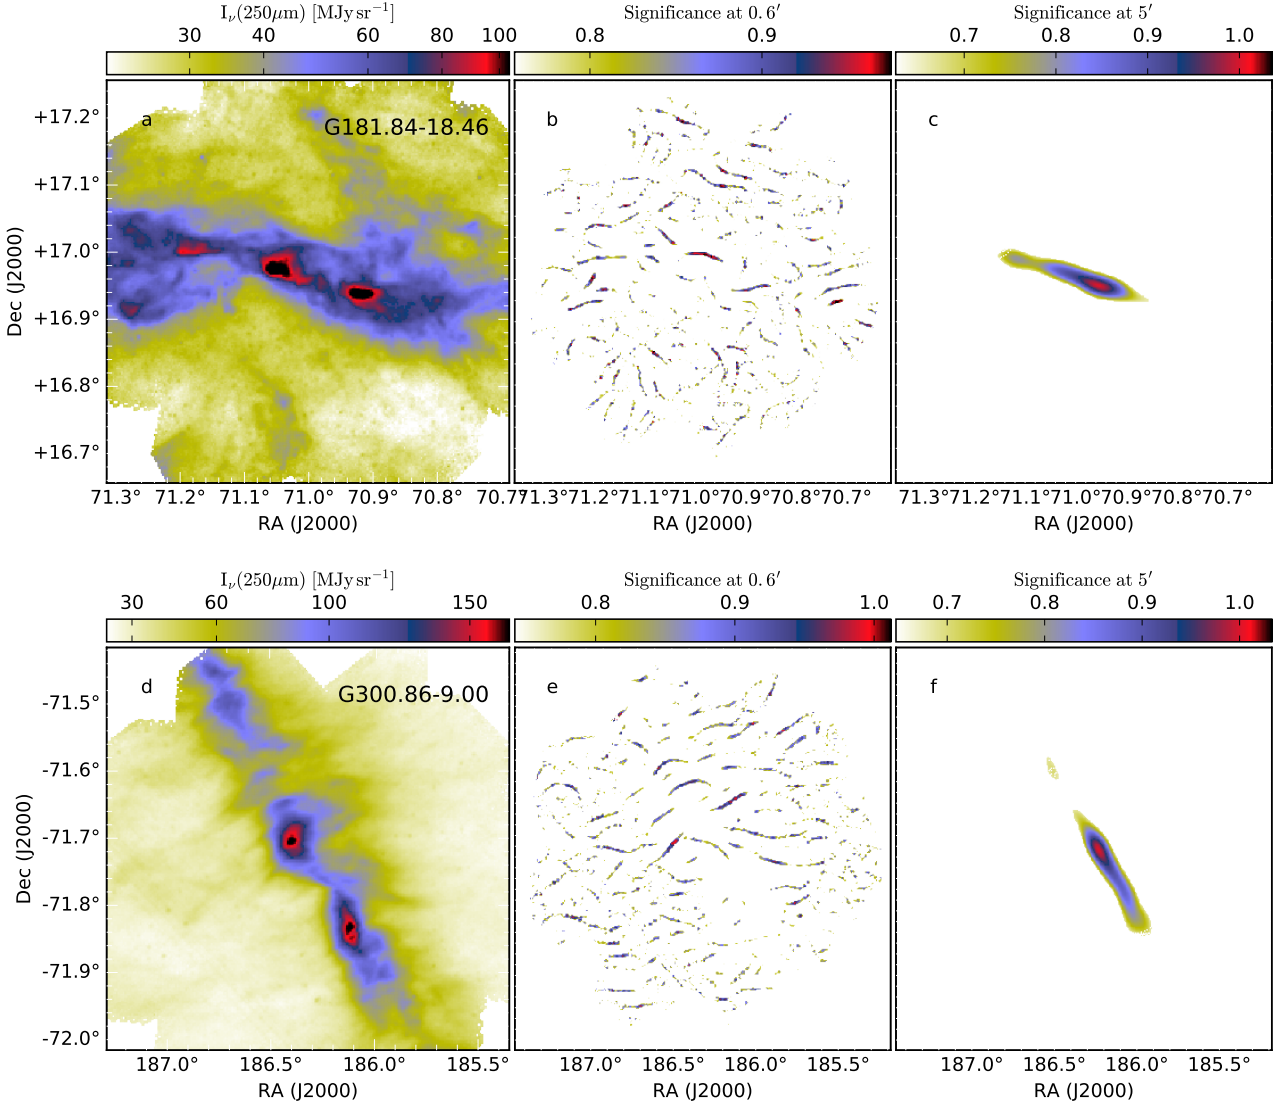 I_ν(250μm) [MJy sr⁻¹] Significance at 0.6′ Significance at 5′
30 40 60 80 100 0.8 0.9 0.7 0.8 0.9 1.0
a G181.84-18.46 b c
+17.2°
+17.1°
+17.0°
+16.9°
+16.8°
+16.7°
Dec (J2000)
71.3° 71.2° 71.1° 71.0° 70.9° 70.8° 70.7° 71.3° 71.2° 71.1° 71.0° 70.9° 70.8° 70.7° 71.3° 71.2° 71.1° 71.0° 70.9° 70.8° 70.7°
RA (J2000) RA (J2000) RA (J2000)
I_ν(250μm) [MJy sr⁻¹] Significance at 0.6′ Significance at 5′
30 60 100 150 0.8 0.9 1.0 0.7 0.8 0.9 1.0
d G300.86-9.00 e f
-71.5°
-71.6°
-71.7°
-71.8°
-71.9°
-72.0°
Dec (J2000)
187.0° 186.5° 186.0° 185.5° 187.0° 186.5° 186.0° 185.5° 187.0° 186.5° 186.0° 185.5°
RA (J2000) RA (J2000) RA (J2000)